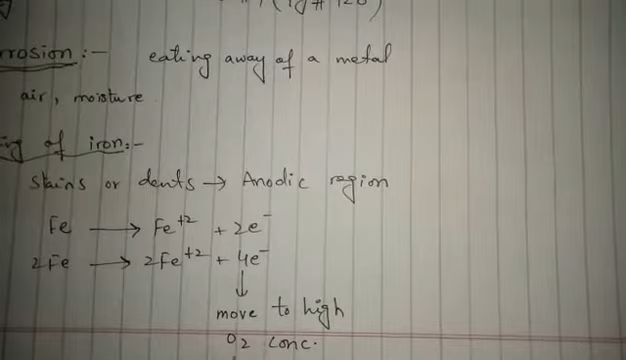 rrosion:- eating away of a metal
air, moisture
ing of iron:-
Stains or dents → Anodic region
Fe → Fe+2 + 2e-
2Fe → 2Fe+2 + 4e-
↓
move to high
O2 conc.